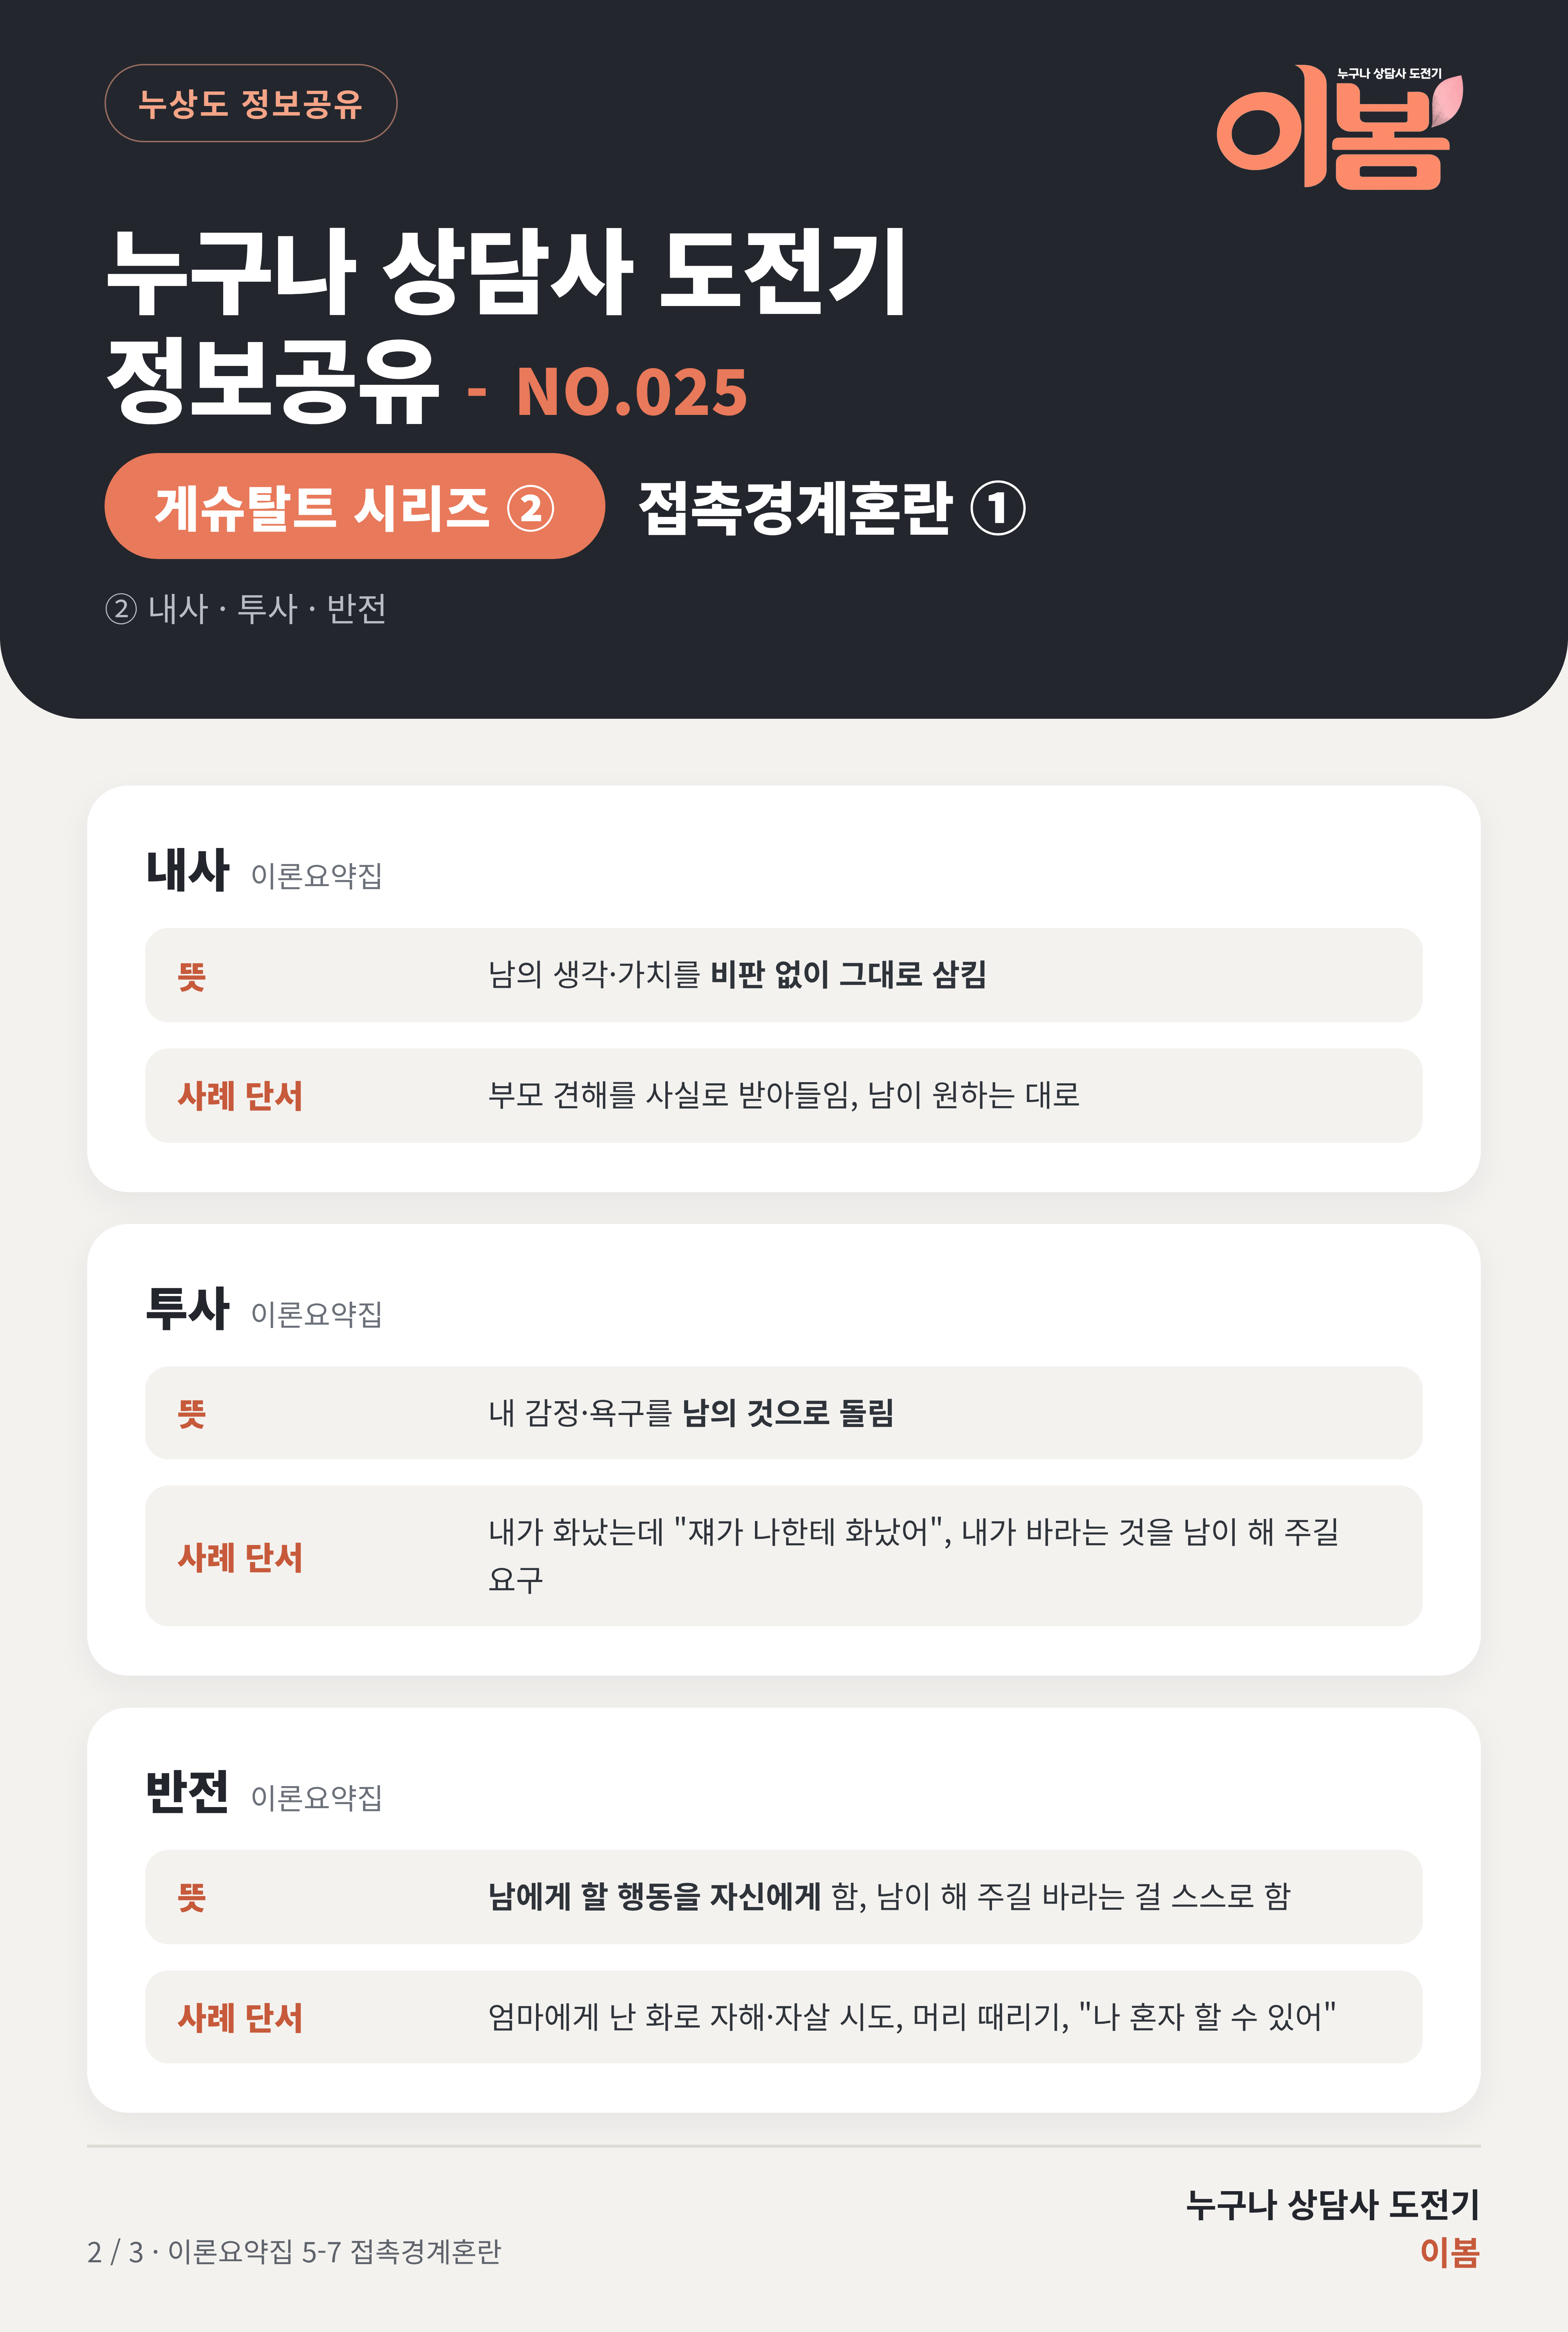 누상도 정보공유
누구나 상담사 도전기
이봄
누구나 상담사 도전기
정보공유 - NO.025
게슈탈트 시리즈 ② 접촉경계혼란 ①
② 내사 · 투사 · 반전
내사 이론요약집
뜻 남의 생각·가치를 비판 없이 그대로 삼킴
사례 단서 부모 견해를 사실로 받아들임, 남이 원하는 대로
투사 이론요약집
뜻 내 감정·욕구를 남의 것으로 돌림
사례 단서 내가 화났는데 "쟤가 나한테 화났어", 내가 바라는 것을 남이 해 주길
요구
반전 이론요약집
뜻 남에게 할 행동을 자신에게 함, 남이 해 주길 바라는 걸 스스로 함
사례 단서 엄마에게 난 화로 자해·자살 시도, 머리 때리기, "나 혼자 할 수 있어"
누구나 상담사 도전기
2 / 3 · 이론요약집 5-7 접촉경계혼란
이봄